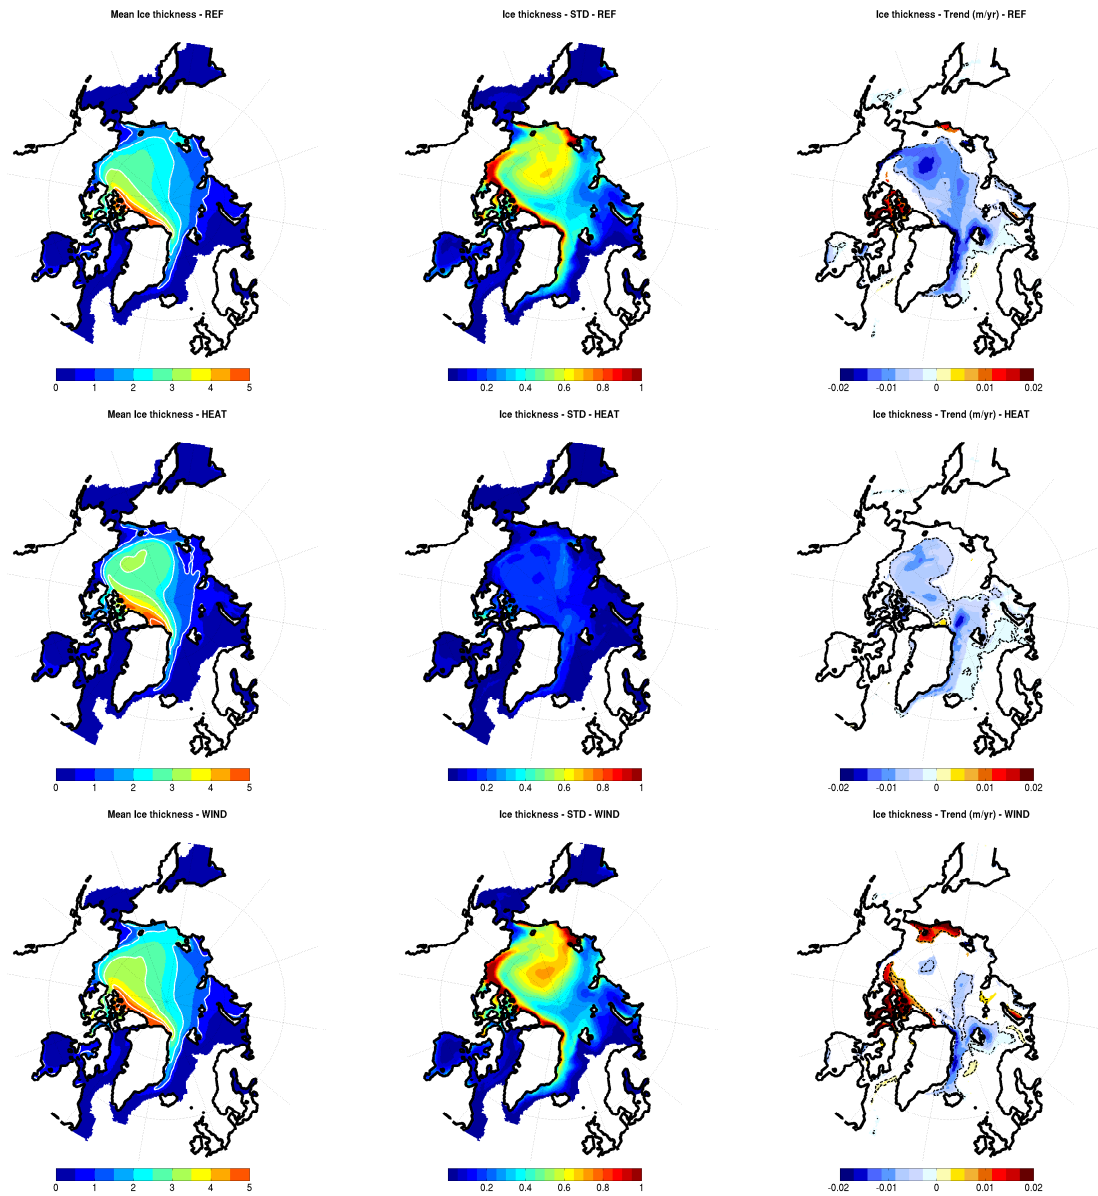 Mean Ice thickness - REF
Ice thickness - STD - REF
Ice thickness - Trend (m/yr) - REF
0 1 2 3 4 5
0.2 0.4 0.6 0.8 1
-0.02 -0.01 0 0.01 0.02
Mean Ice thickness - HEAT
Ice thickness - STD - HEAT
Ice thickness - Trend (m/yr) - HEAT
0 1 2 3 4 5
0.2 0.4 0.6 0.8 1
-0.02 -0.01 0 0.01 0.02
Mean Ice thickness - WIND
Ice thickness - STD - WIND
Ice thickness - Trend (m/yr) - WIND
0 1 2 3 4 5
0.2 0.4 0.6 0.8 1
-0.02 -0.01 0 0.01 0.02